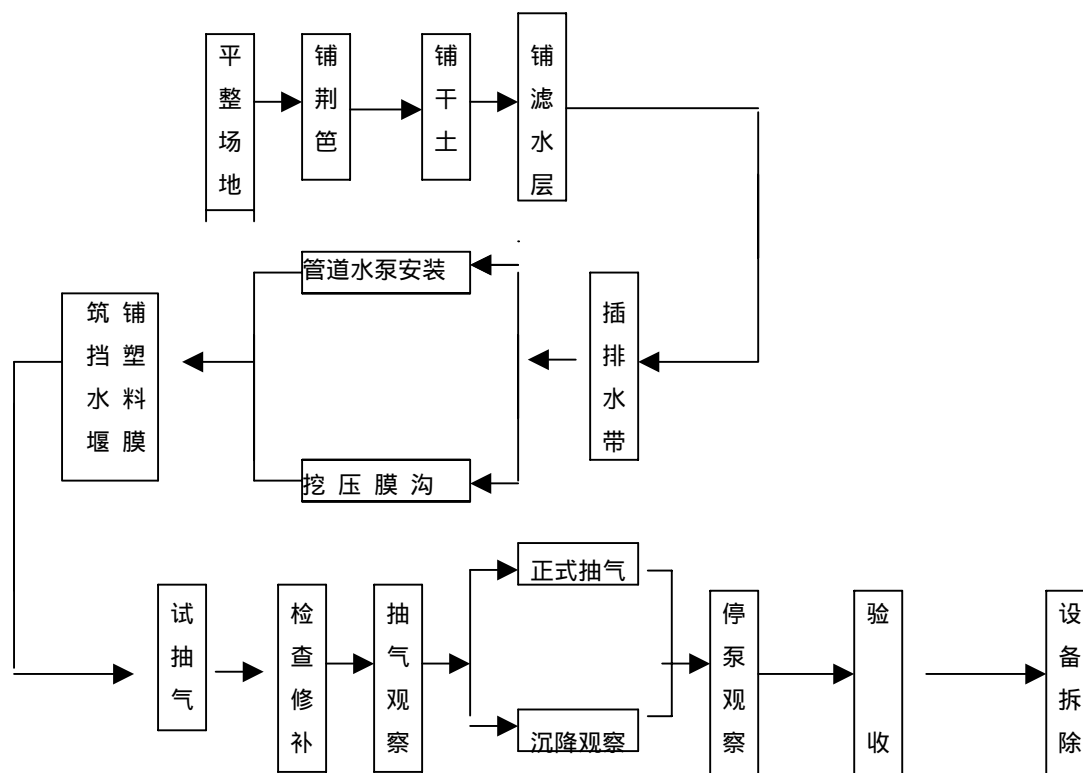 平整场地
铺荆笆
铺干土
铺滤水层
插排水带
管道水泵安装
挖压膜沟
铺塑料膜
筑挡水堰
试抽气
检查修补
抽气观察
正式抽气
沉降观察
停泵观察
验收
设备拆除